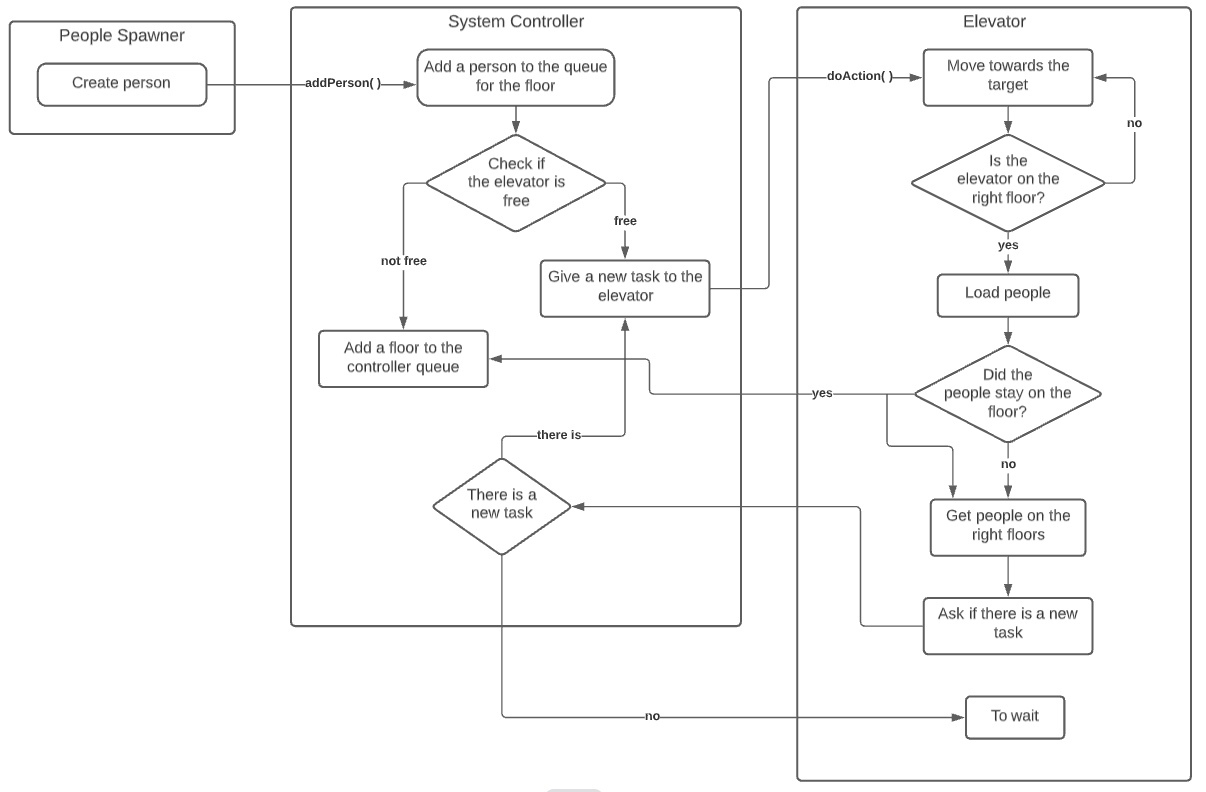 People Spawner
Create person
addPerson( )
System Controller
Add a person to the queue
for the floor
Check if
the elevator is
free
not free
free
Give a new task to the
elevator
Add a floor to the
controller queue
there is
There is a
new task
no
doAction( )
yes
Elevator
Move towards the
target
no
Is the
elevator on the
right floor?
yes
Load people
Did the
people stay on the
floor?
no
Get people on the
right floors
Ask if there is a new
task
To wait